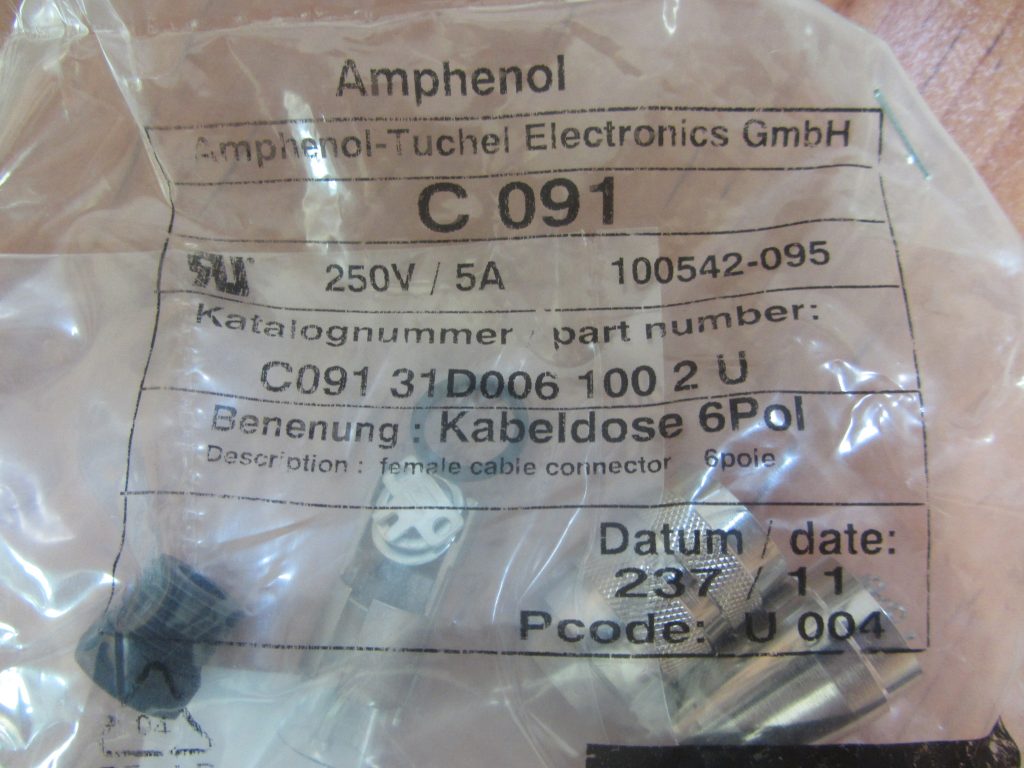 Amphenol
Amphenol-Tuchel Electronics GmbH
C 091
250V / 5A 100542-095
Katalognummer / part number:
C091 31D006 100 2 U
Benenung : Kabeldose 6Pol
Description : female cable connector 6pole
Datum / date:
237 / 11
Pcode: U 004
04